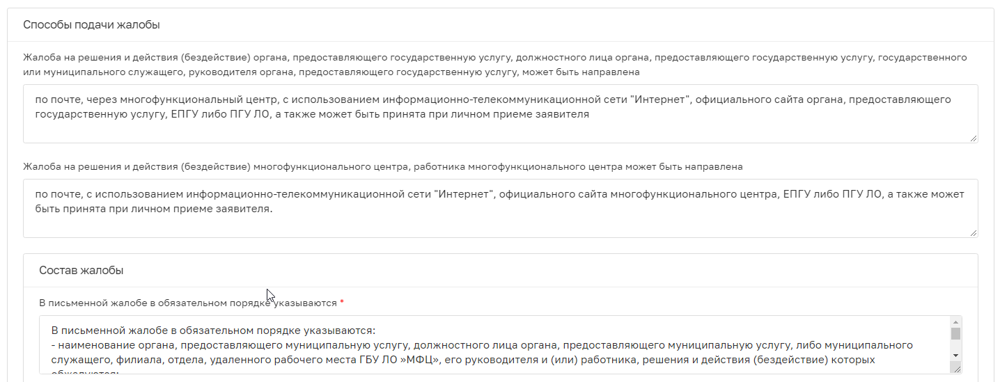 Способы подачи жалобы
Жалоба на решения и действия (бездействие) органа, предоставляющего государственную услугу, должностного лица органа, предоставляющего государственную услугу, государственного
или муниципального служащего, руководителя органа, предоставляющего государственную услугу, может быть направлена
по почте, через многофункциональный центр, с использованием информационно-телекоммуникационной сети "Интернет", официального сайта органа, предоставляющего
государственную услугу, ЕПГУ либо ПГУ ЛО, а также может быть принята при личном приеме заявителя
Жалоба на решения и действия (бездействие) многофункционального центра, работника многофункционального центра может быть направлена
по почте, с использованием информационно-телекоммуникационной сети "Интернет", официального сайта многофункционального центра, ЕПГУ либо ПГУ ЛО, а также может
быть принята при личном приеме заявителя.
Состав жалобы
В письменной жалобе в обязательном порядке указываются *
В письменной жалобе в обязательном порядке указываются:
- наименование органа, предоставляющего муниципальную услугу, должностного лица органа, предоставляющего муниципальную услугу, либо муниципального
служащего, филиала, отдела, удаленного рабочего места ГБУ ЛО »МФЦ», его руководителя и (или) работника, решения и действия (бездействие) которых
обжалуются;